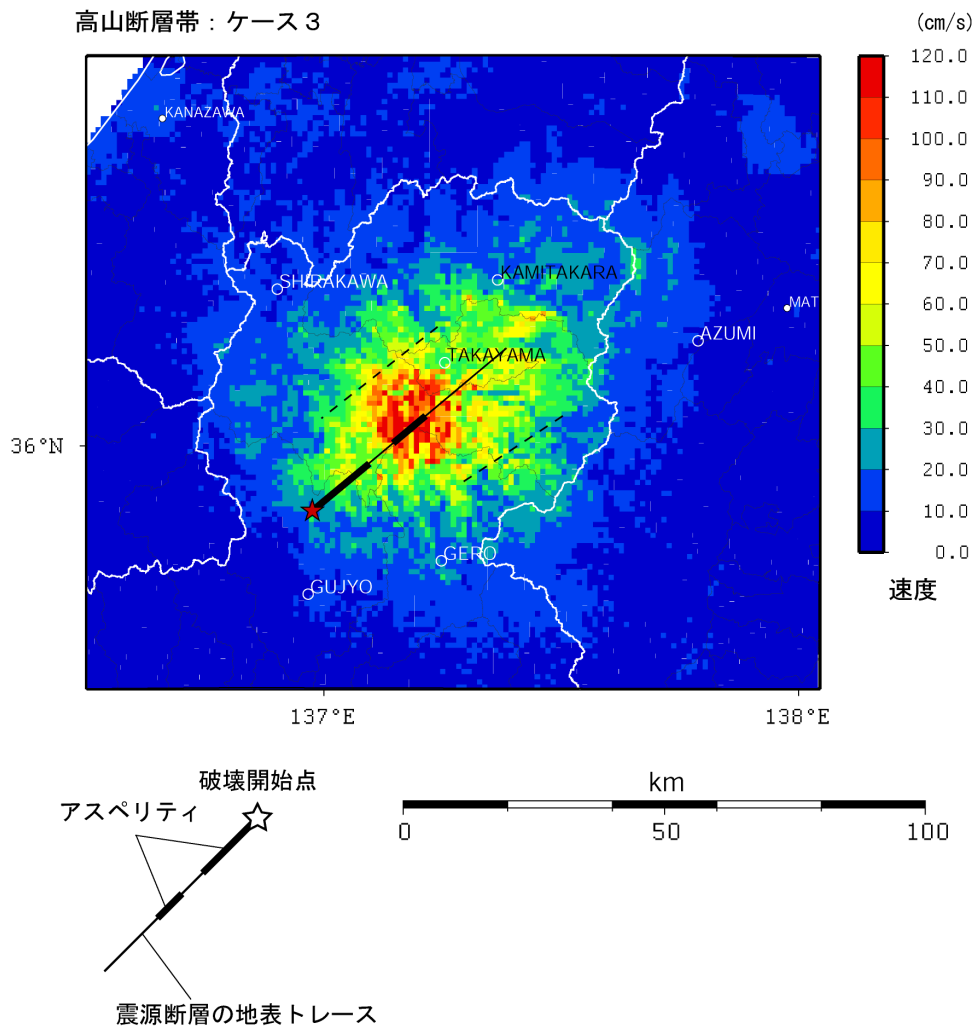 高山断層帯：ケース３
(cm/s)
120.0
110.0
100.0
90.0
80.0
70.0
60.0
50.0
40.0
30.0
20.0
10.0
0.0
速度
KANAZAWA
SHIRAKAWA
KAMITAKARA
MAT
AZUMI
TAKAYAMA
36°N
GERO
GUJYO
137°E
138°E
破壊開始点
アスペリティ
km
0
50
100
震源断層の地表トレース